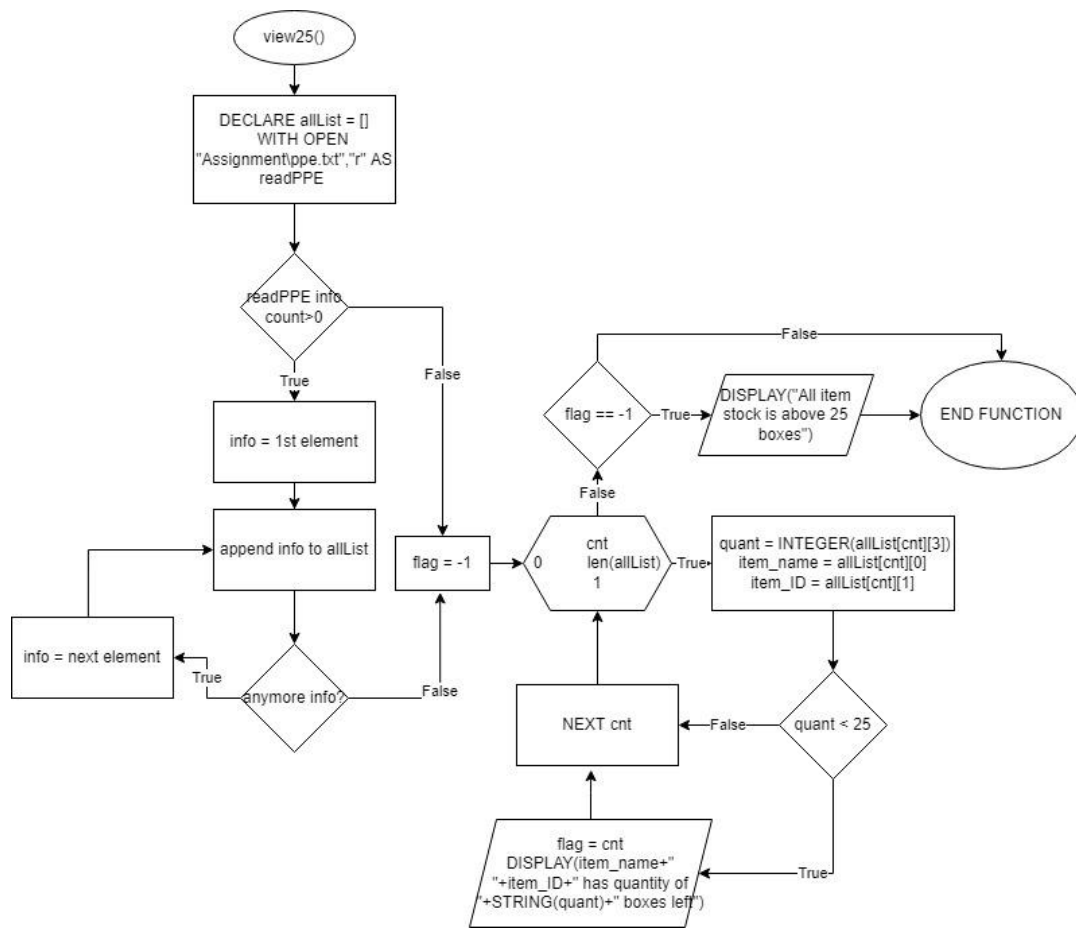 view25()
DECLARE allList = []
WITH OPEN
"Assignment\ppe.txt","r" AS
readPPE
readPPE info
count>0
True
False
info = 1st element
append info to allList
info = next element
True
anymore info?
False
flag = -1
0
cnt
len(allList)
1
False
True
flag == -1
False
True
DISPLAY("All item
stock is above 25
boxes")
END FUNCTION
quant = INTEGER(allList[cnt][3])
item_name = allList[cnt][0]
item_ID = allList[cnt][1]
quant < 25
False
NEXT cnt
True
flag = cnt
DISPLAY(item_name+"
"+item_ID+" has quantity of
"+STRING(quant)+" boxes left")